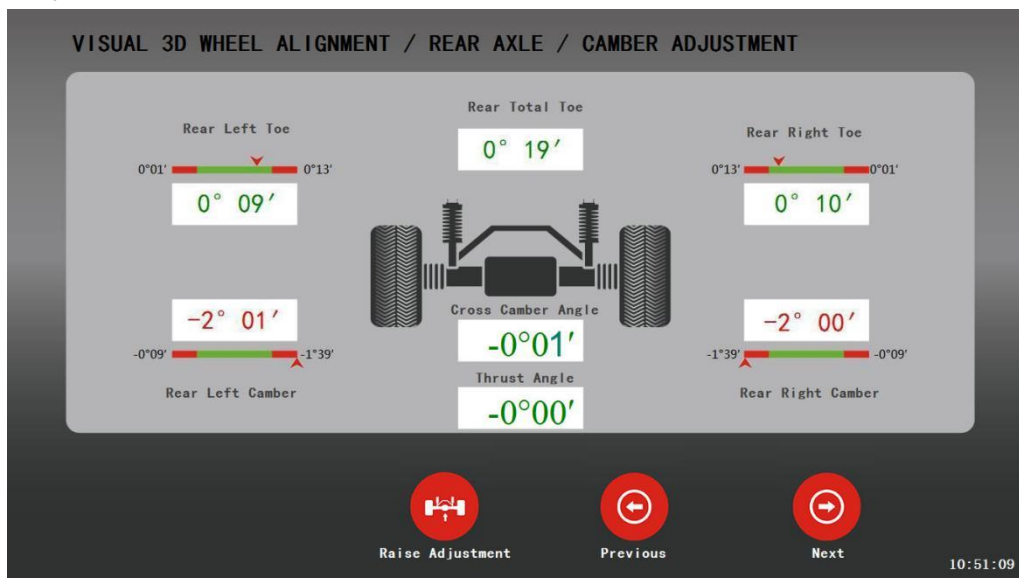 VISUAL 3D WHEEL ALIGNMENT / REAR AXLE / CAMBER ADJUSTMENT
Rear Total Toe
0° 19′
Rear Left Toe
0°01' 0°13'
0° 09′
Rear Right Toe
0°13' 0°01'
0° 10′
-2° 01′
-0°09' -1°39'
Rear Left Camber
Cross Camber Angle
-0°01′
Thrust Angle
-0°00′
-2° 00′
-1°39' -0°09'
Rear Right Camber
Raise Adjustment
Previous
Next
10:51:09